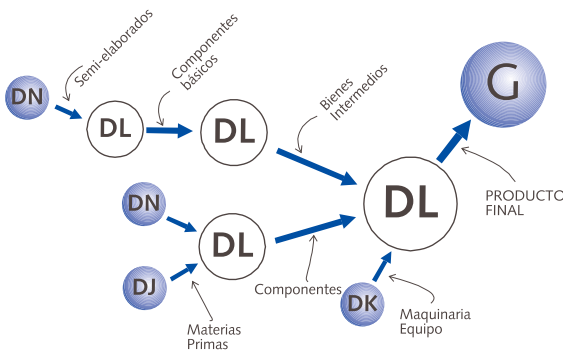 Semi-elaborados
Componentes
básicos
Bienes
Intermedios
G
DN
DL
DL
DN
DL
DL
PRODUCTO
FINAL
DJ
Componentes
DK
Materias
Primas
Maquinaria
Equipo